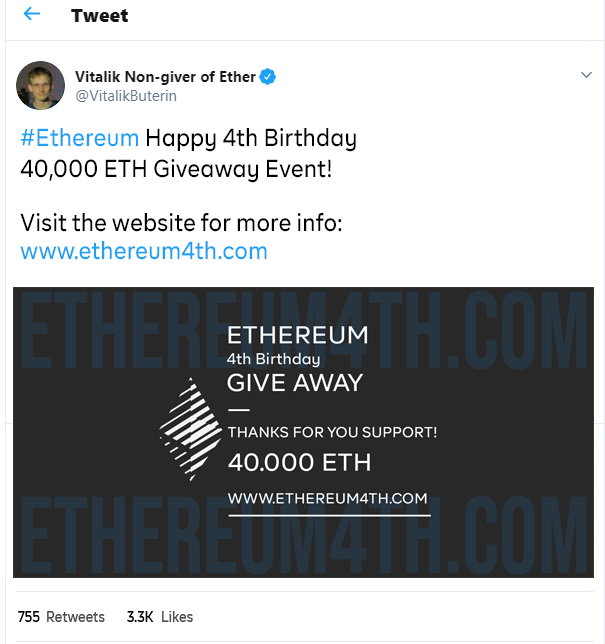 Tweet
Vitalik Non-giver of Ether
@VitalikButerin
#Ethereum Happy 4th Birthday
40,000 ETH Giveaway Event!
Visit the website for more info:
www.ethereum4th.com
ETHEREUM4TH.COM
ETHEREUM
4th Birthday
GIVE AWAY
THANKS FOR YOU SUPPORT!
40.000 ETH
WWW.ETHEREUM4TH.COM
ETHEREUM4TH.COM
755 Retweets 3.3K Likes